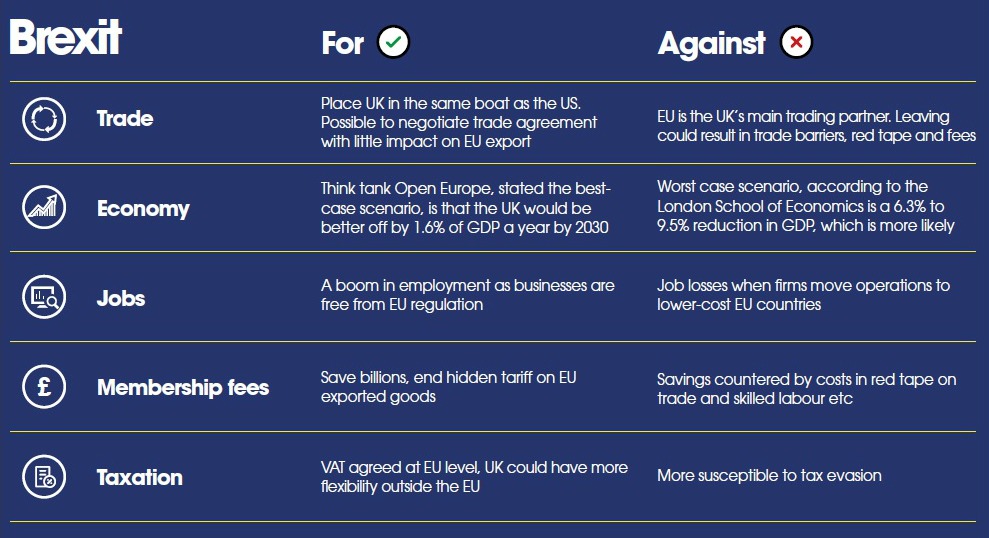 Brexit
For
Against
Trade
Place UK in the same boat as the US.
Possible to negotiate trade agreement
with little impact on EU export
EU is the UK's main trading partner. Leaving
could result in trade barriers, red tape and fees
Economy
Think tank Open Europe, stated the best-
case scenario, is that the UK would be
better off by 1.6% of GDP a year by 2030
Worst case scenario, according to the
London School of Economics is a 6.3% to
9.5% reduction in GDP, which is more likely
Jobs
A boom in employment as businesses are
free from EU regulation
Job losses when firms move operations to
lower-cost EU countries
£
Membership fees
Save billions, end hidden tariff on EU
exported goods
Savings countered by costs in red tape on
trade and skilled labour etc
Taxation
VAT agreed at EU level, UK could have more
flexibility outside the EU
More susceptible to tax evasion